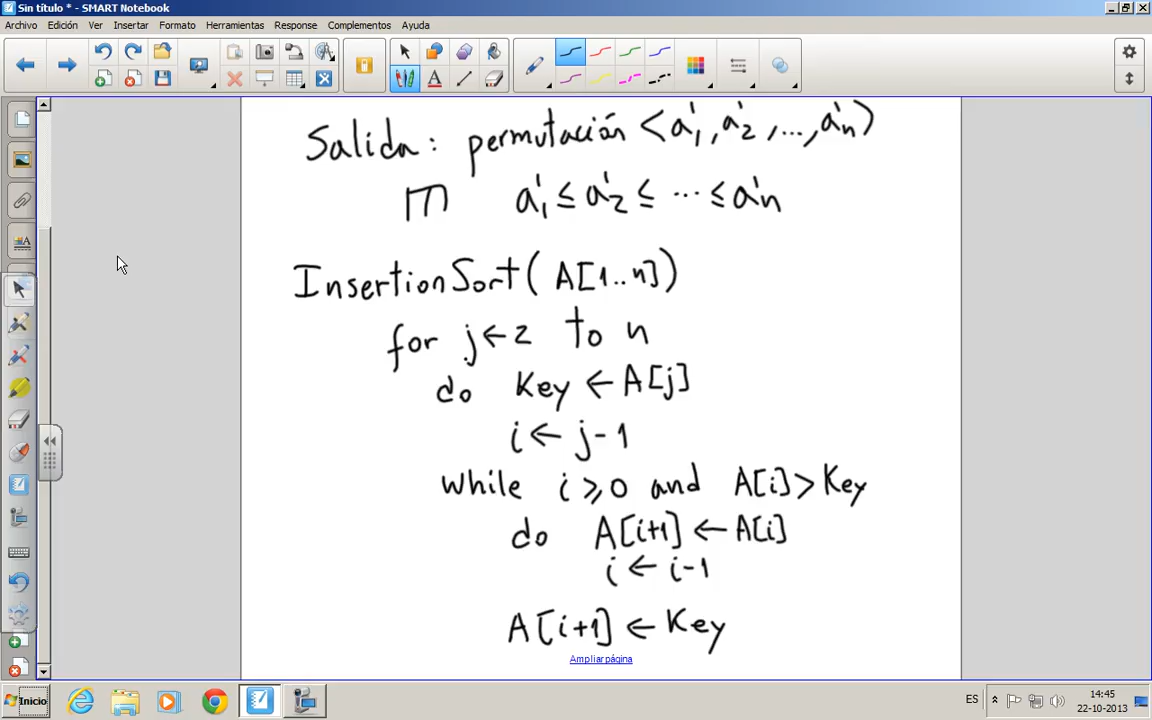 Sin título * - SMART Notebook
Archivo Edición Ver Insertar Formato Herramientas Response Complementos Ayuda
Salida: permutación <a'1, a'2, ..., a'n>
a'1 ≤ a'2 ≤ ... ≤ a'n
InsertionSort( A[1..n])
for j ← 2 to n
do Key ← A[j]
i ← j-1
while i ≥ 0 and A[i] > Key
do A[i+1] ← A[i]
i ← i-1
A[i+1] ← Key
Ampliar página
Inicio
ES
14:45
22-10-2013